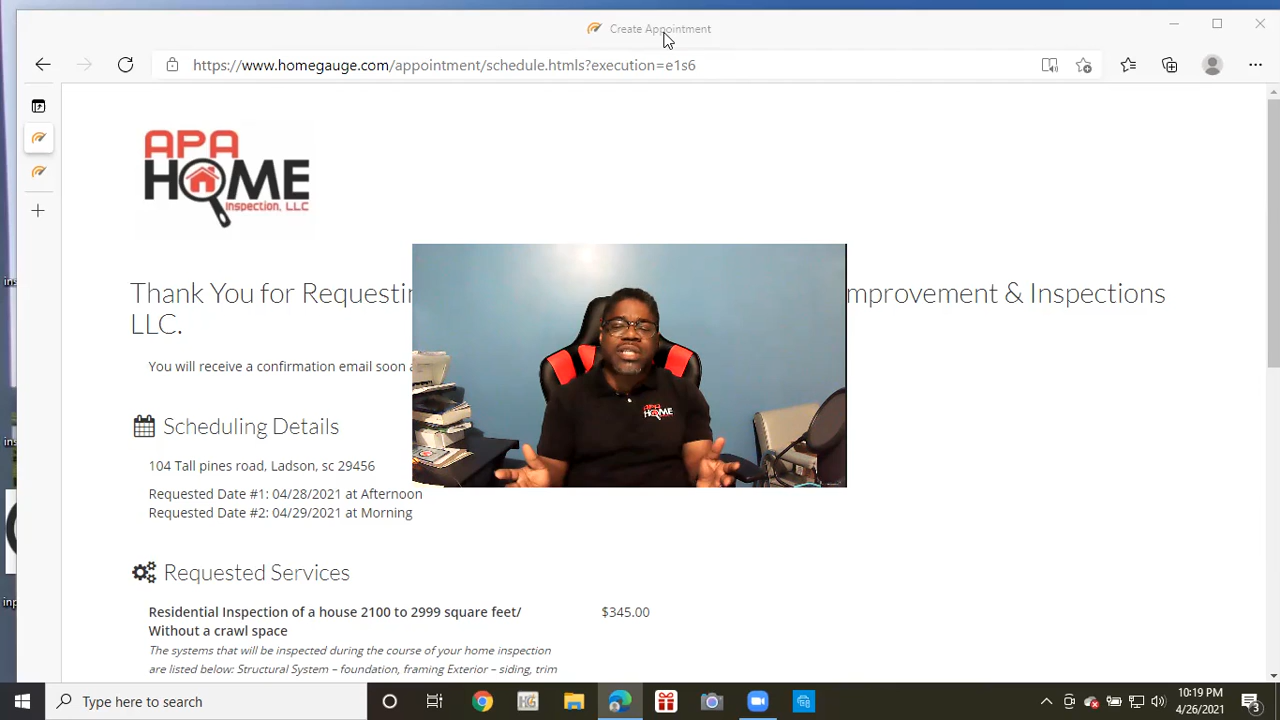 Create Appointment
https://www.homegauge.com/appointment/schedule.htmls?execution=e1s6
APA
HOME
Inspection, LLC
Thank You for Requestin mprovement & Inspections
LLC.
You will receive a confirmation email soon a
APA
HOME
Scheduling Details
104 Tall pines road, Ladson, sc 29456
Requested Date #1: 04/28/2021 at Afternoon
Requested Date #2: 04/29/2021 at Morning
Requested Services
Residential Inspection of a house 2100 to 2999 square feet/ $345.00
Without a crawl space
The systems that will be inspected during the course of your home inspection
are listed below: Structural System – foundation, framing Exterior – siding, trim
Type here to search
10:19 PM
4/26/2021
3